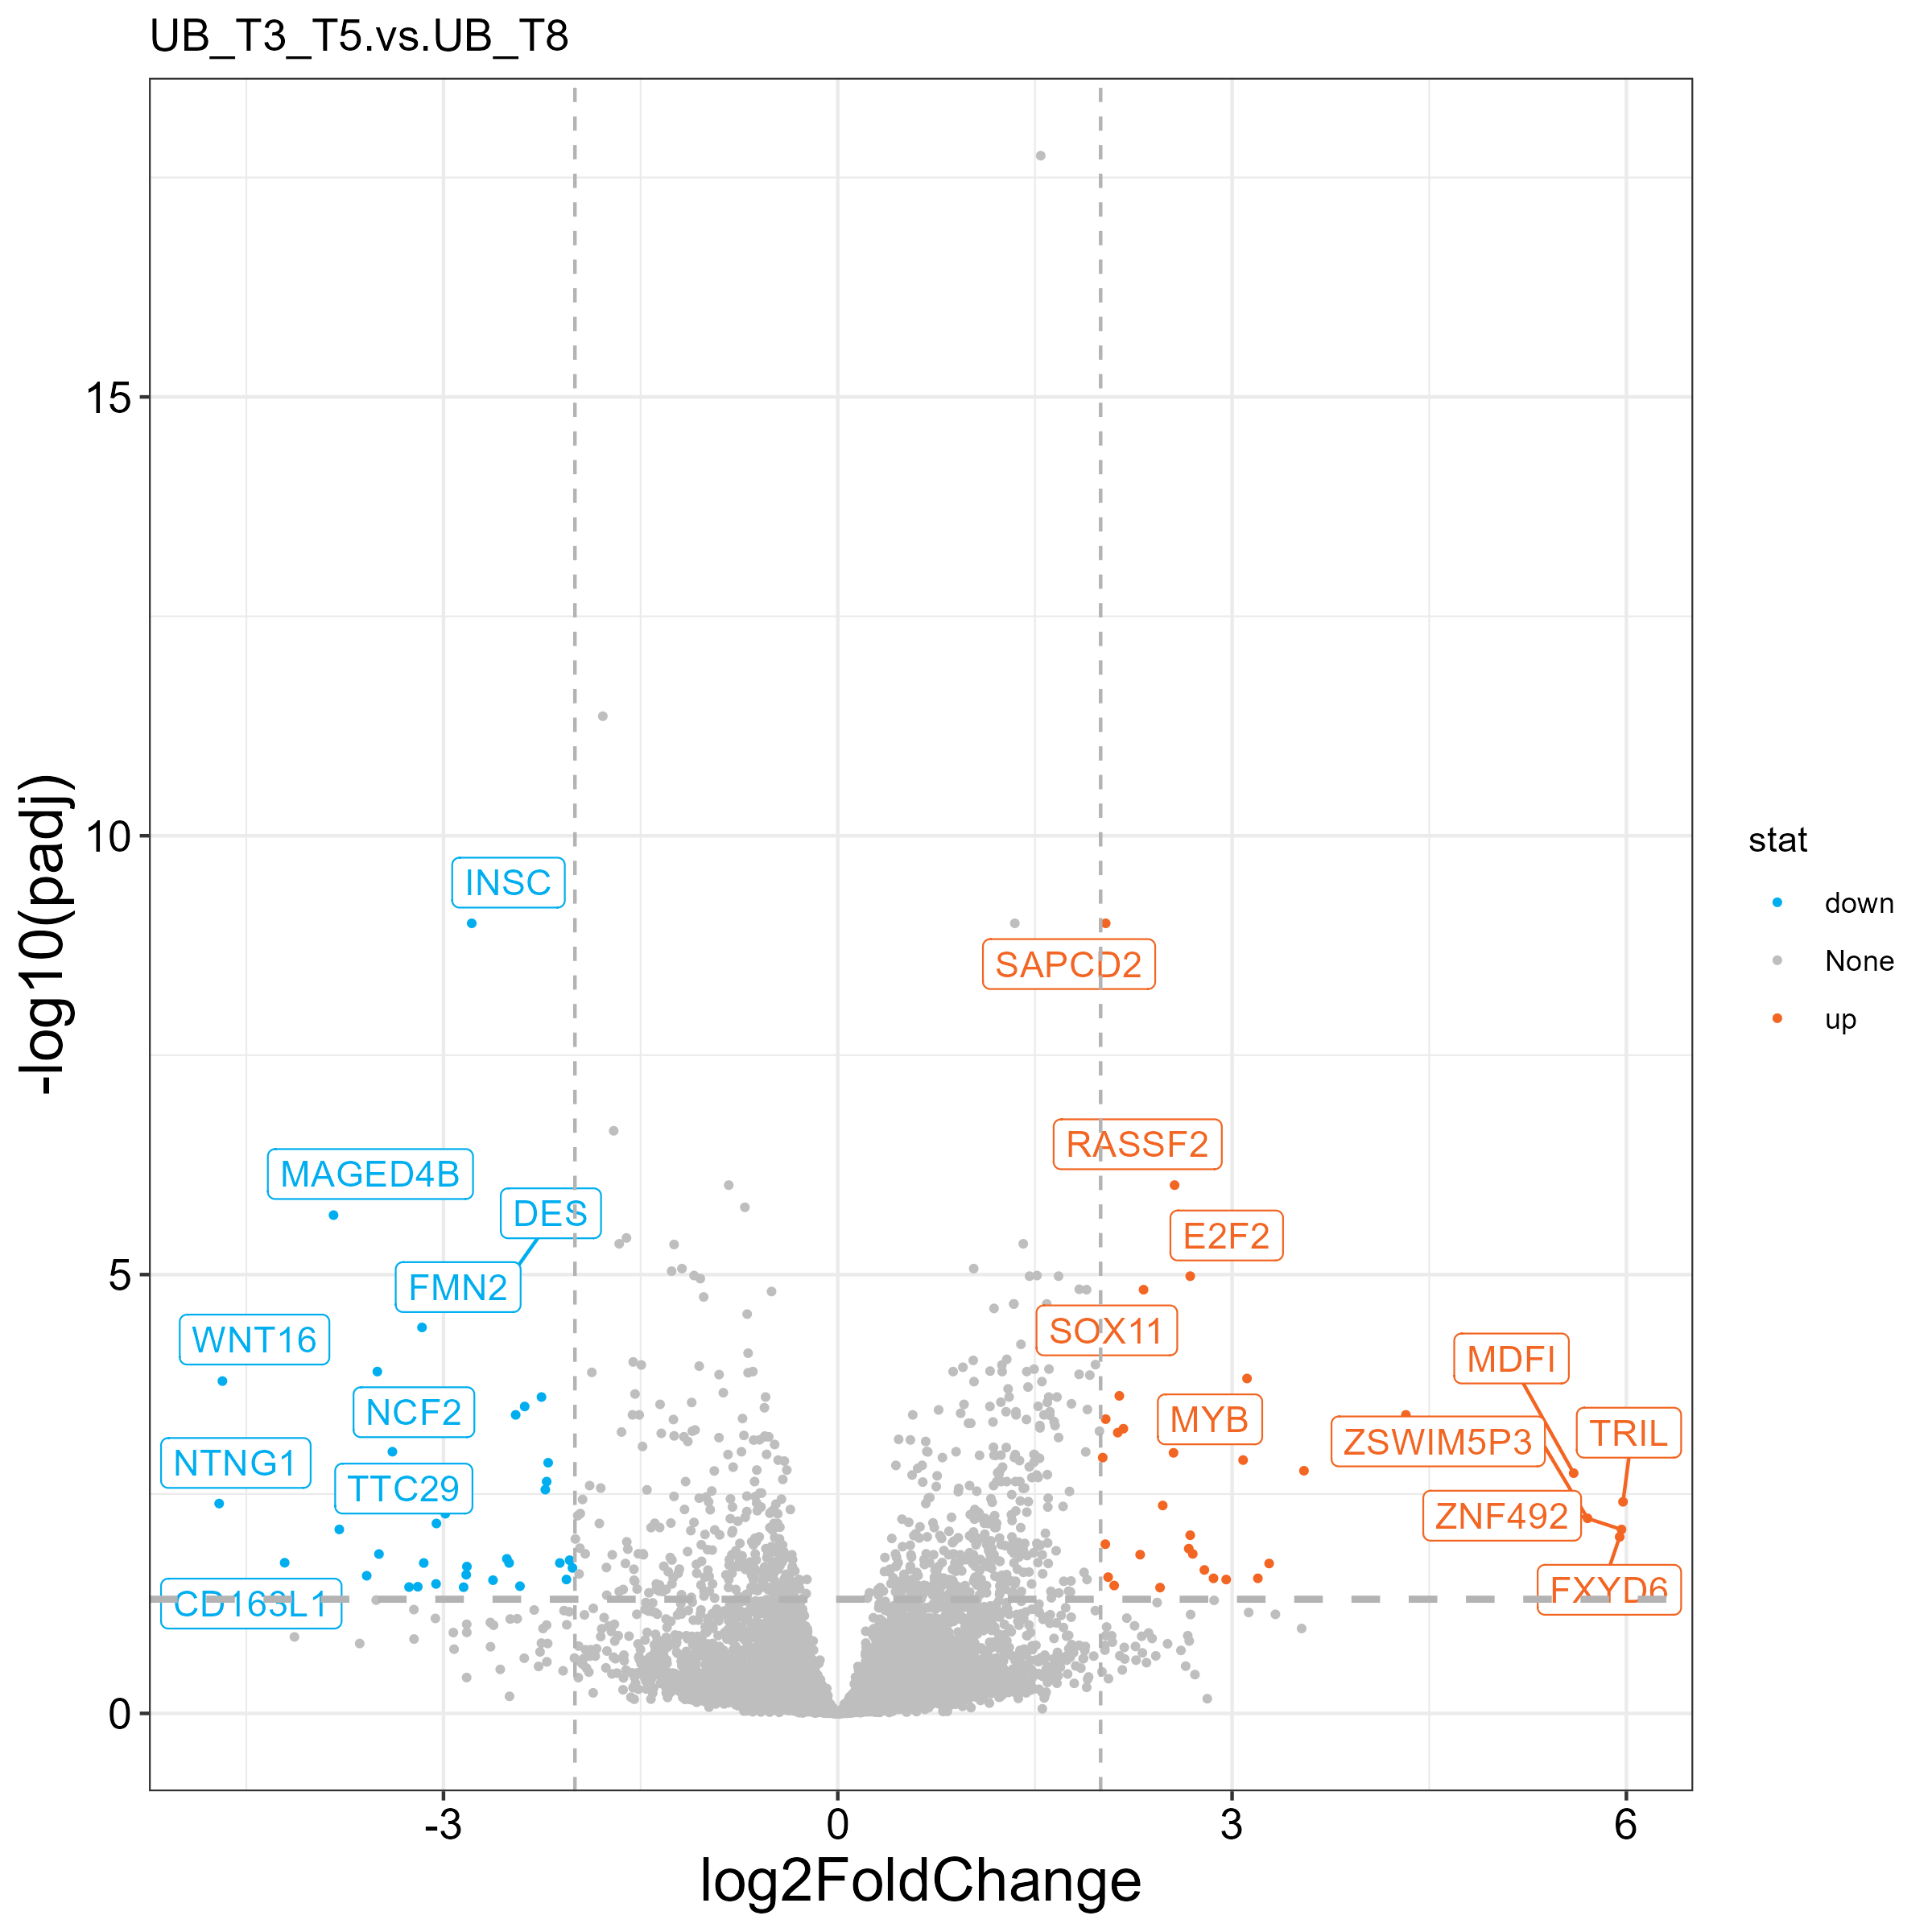 UB_T3_T5.vs.UB_T8
-log10(padj)
15
10
5
0
INSC
SAPCD2
RASSF2
MAGED4B
DES
E2F2
FMN2
WNT16
SOX11
MDFI
NCF2
MYB
TRIL
ZSWIM5P3
NTNG1
TTC29
ZNF492
FXYD6
CD163L1
-3
0
3
6
log2FoldChange
stat
down
None
up